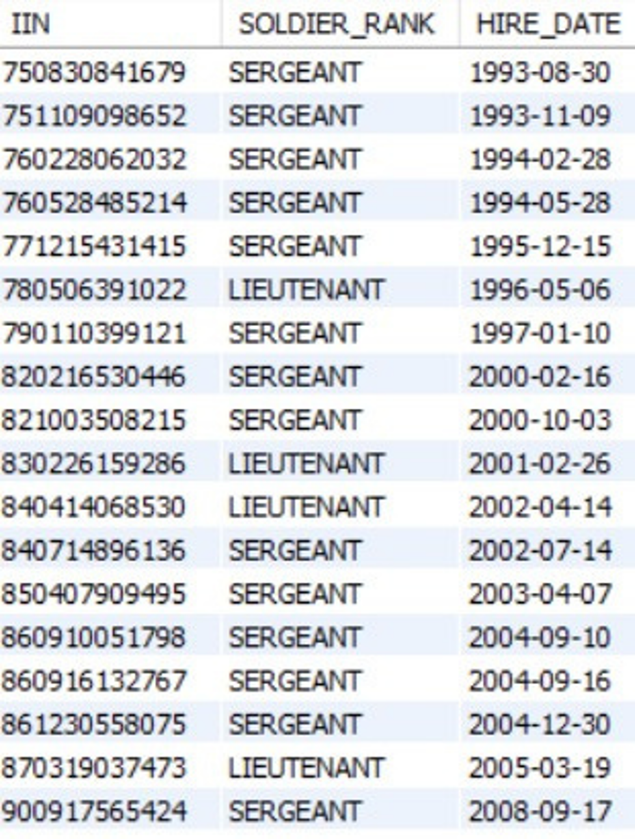 IIN SOLDIER_RANK HIRE_DATE
750830841679 SERGEANT 1993-08-30
751109098652 SERGEANT 1993-11-09
760228062032 SERGEANT 1994-02-28
760528485214 SERGEANT 1994-05-28
771215431415 SERGEANT 1995-12-15
780506391022 LIEUTENANT 1996-05-06
790110399121 SERGEANT 1997-01-10
820216530446 SERGEANT 2000-02-16
821003508215 SERGEANT 2000-10-03
830226159286 LIEUTENANT 2001-02-26
840414068530 LIEUTENANT 2002-04-14
840714896136 SERGEANT 2002-07-14
850407909495 SERGEANT 2003-04-07
860910051798 SERGEANT 2004-09-10
860916132767 SERGEANT 2004-09-16
861230558075 SERGEANT 2004-12-30
870319037473 LIEUTENANT 2005-03-19
900917565424 SERGEANT 2008-09-17